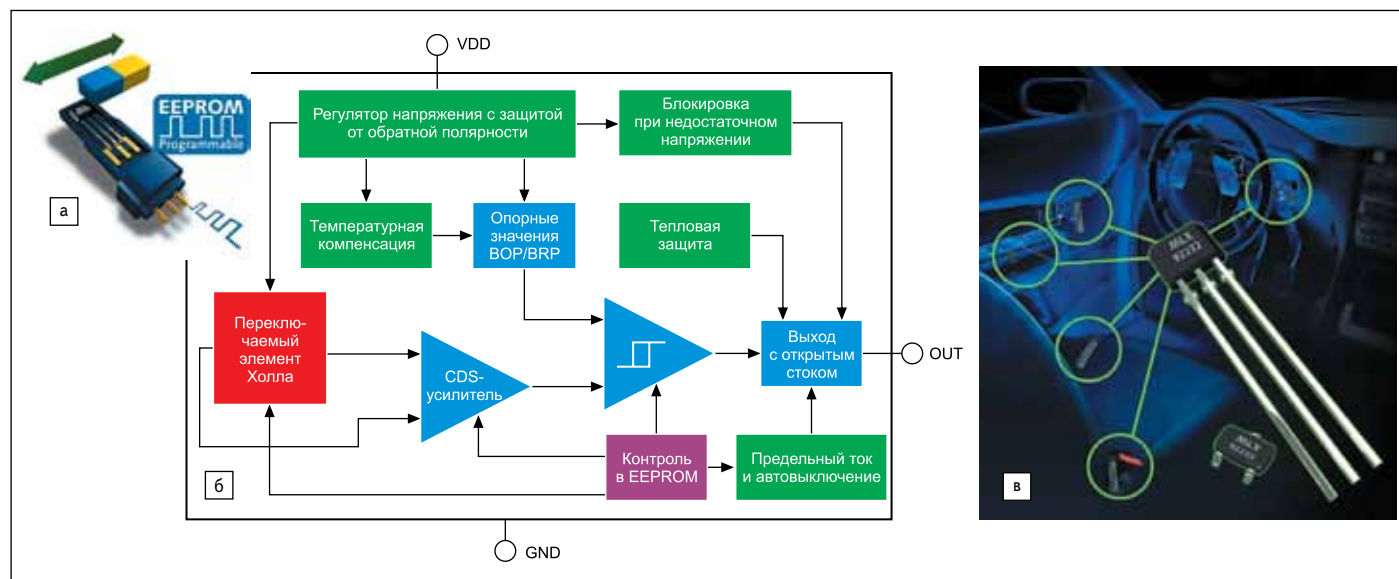 VDD
EEPROM
Programmable
а
Регулятор напряжения с защитой
от обратной полярности
Блокировка
при недостаточном
напряжении
Температурная
компенсация
Опорные
значения
BOP/BRP
Тепловая
защита
Переклю-
чаемый
элемент
Холла
CDS-
усилитель
Выход
с открытым
стоком
OUT
Контроль
в EEPROM
Предельный ток
и автовыключение
б
GND
MLX
92232
MLX
в